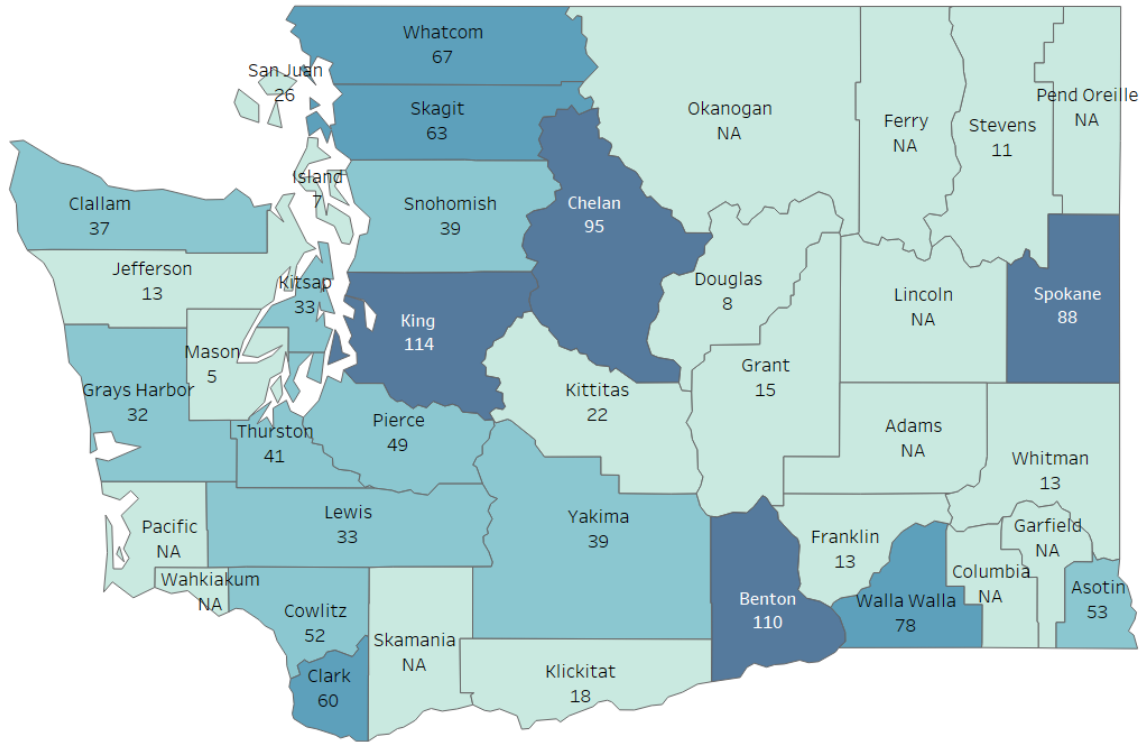 Whatcom
67
San Juan
26
Skagit
63
Okanogan
NA
Ferry
NA
Stevens
11
Pend Oreille
NA
Island
7
Clallam
37
Snohomish
39
Chelan
95
Jefferson
13
Kitsap
33
Douglas
8
Lincoln
NA
Spokane
88
King
114
Mason
5
Grays Harbor
32
Kittitas
22
Grant
15
Thurston
41
Pierce
49
Adams
NA
Whitman
13
Pacific
NA
Lewis
33
Yakima
39
Franklin
13
Garfield
NA
Wahkiakum
NA
Columbia
NA
Asotin
53
Cowlitz
52
Skamania
NA
Benton
110
Walla Walla
78
Clark
60
Klickitat
18